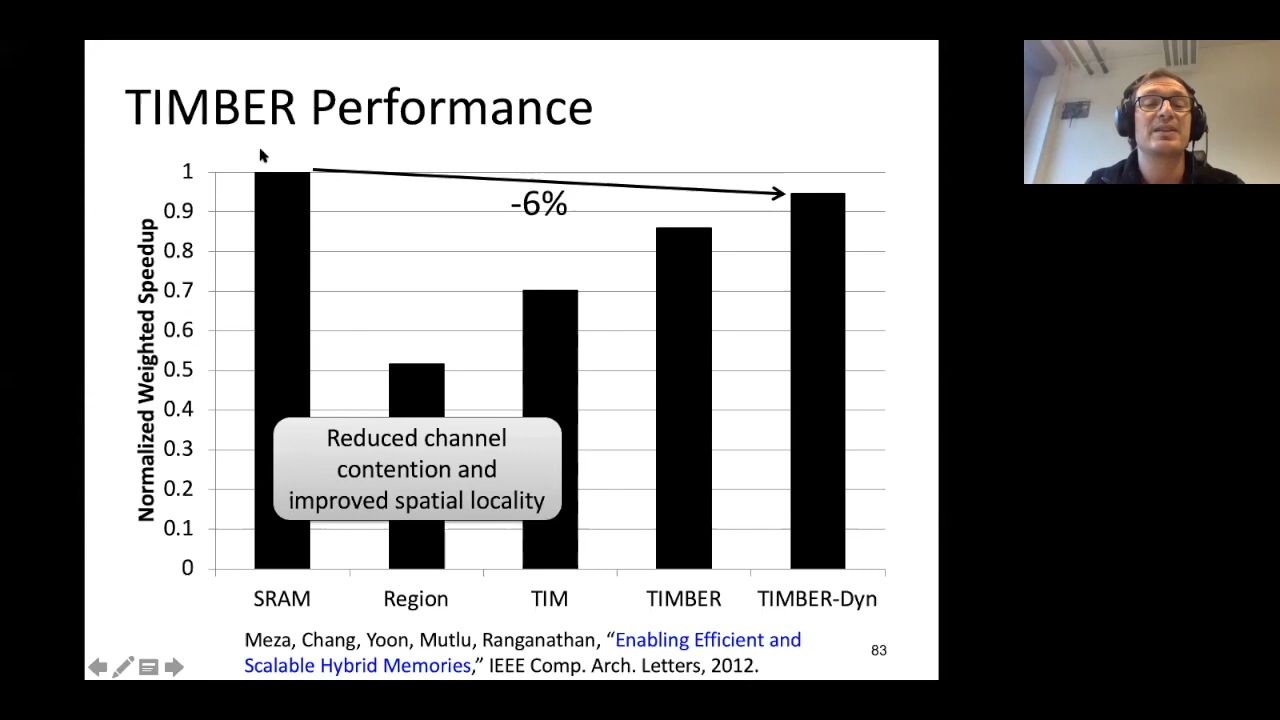 TIMBER Performance
1
0.9
0.8
0.7
0.6
0.5
0.4
0.3
0.2
0.1
0
Normalized Weighted Speedup
-6%
Reduced channel
contention and
improved spatial locality
SRAM
Region
TIM
TIMBER
TIMBER-Dyn
Meza, Chang, Yoon, Mutlu, Ranganathan, “Enabling Efficient and
Scalable Hybrid Memories,” IEEE Comp. Arch. Letters, 2012.
83